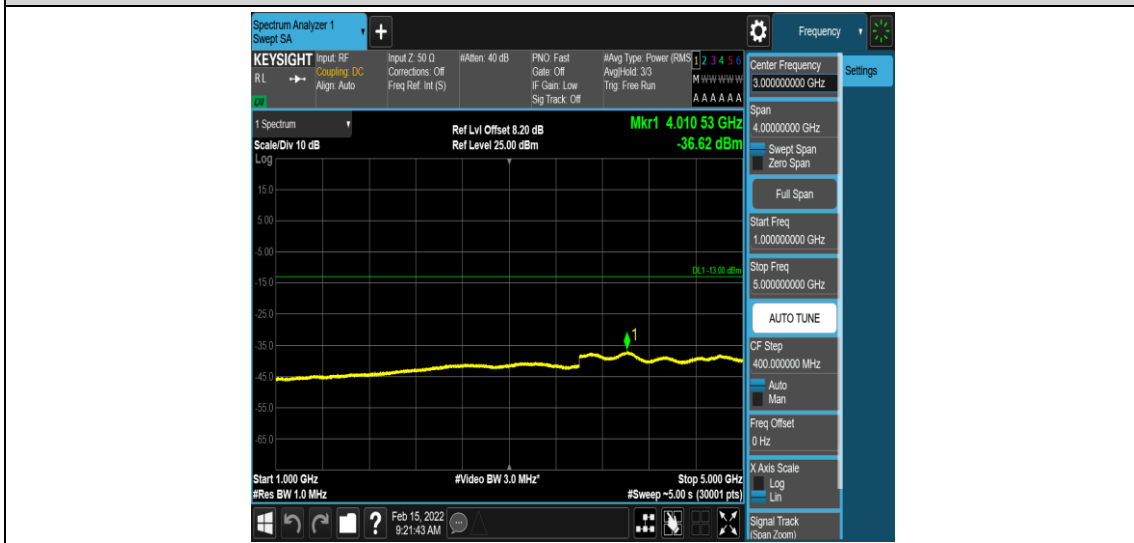 Spectrum Analyzer 1
Swept SA
Frequency
KEYSIGHT
RL
LXI
Input: RF
Coupling: DC
Align: Auto
Input Z: 50 Ω
Corrections: Off
Freq Ref: Int (S)
#Atten: 40 dB
PNO: Fast
Gate: Off
IF Gain: Low
Sig Track: Off
#Avg Type: Power (RMS
Avg|Hold: 3/3
Trig: Free Run
1 2 3 4 5 6
M W W W W W
A A A A A A
1 Spectrum
Scale/Div 10 dB
Ref Lvl Offset 8.20 dB
Ref Level 25.00 dBm
Mkr1 4.010 53 GHz
-36.62 dBm
Log
15.0
5.00
-5.00
-15.0
-25.0
-35.0
-45.0
-55.0
-65.0
DL1 -13.00 dBm
1
Start 1.000 GHz
#Res BW 1.0 MHz
#Video BW 3.0 MHz*
Stop 5.000 GHz
#Sweep ~5.00 s (30001 pts)
Feb 15, 2022
9:21:43 AM
Center Frequency
3.000000000 GHz
Settings
Span
4.00000000 GHz
Swept Span
Zero Span
Full Span
Start Freq
1.000000000 GHz
Stop Freq
5.000000000 GHz
AUTO TUNE
CF Step
400.000000 MHz
Auto
Man
Freq Offset
0 Hz
X Axis Scale
Log
Lin
Signal Track
(Span Zoom)